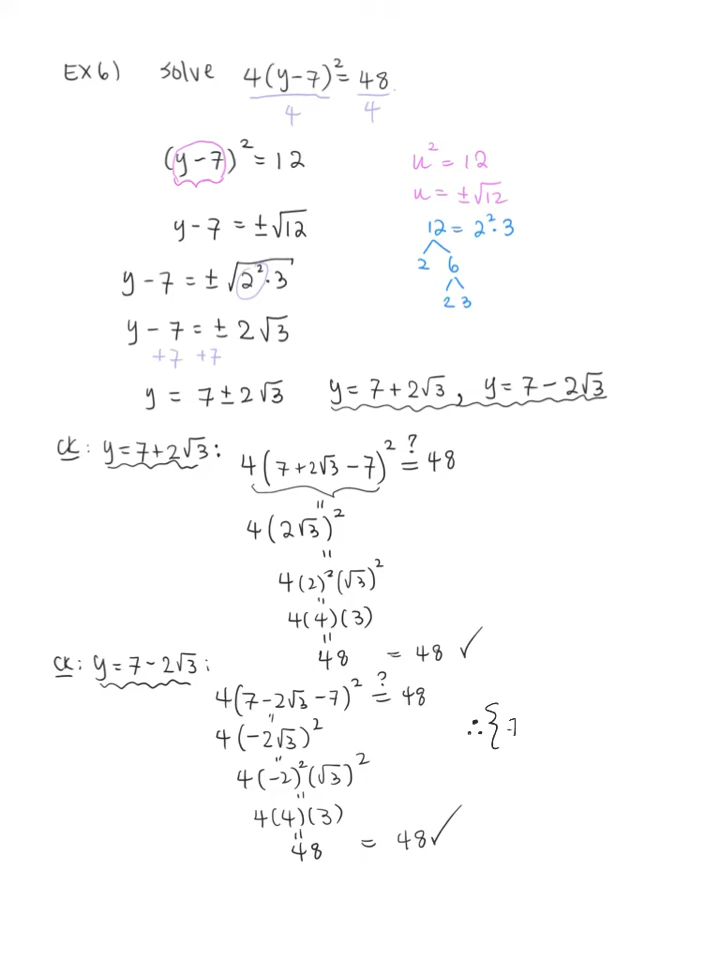 EX 6) Solve 4(y-7)² = 48
4 4
(y-7)² = 12
u² = 12
u = ±√12
y-7 = ±√12
12 = 2²·3
2 6
2 3
y-7 = ±√2²·3
y-7 = ±2√3
+7 +7
y = 7±2√3 y = 7+2√3, y = 7-2√3
CK: y = 7+2√3: 4(7+2√3-7)² ≟ 48
"
4(2√3)²
"
4(2)²(√3)²
"
4(4)(3)
"
48 = 48 ✓
CK: y = 7-2√3:
4(7-2√3-7)² ≟ 48
"
4(-2√3)²
"
4(-2)²(√3)²
"
4(4)(3)
"
48 = 48 ✓
∴{7